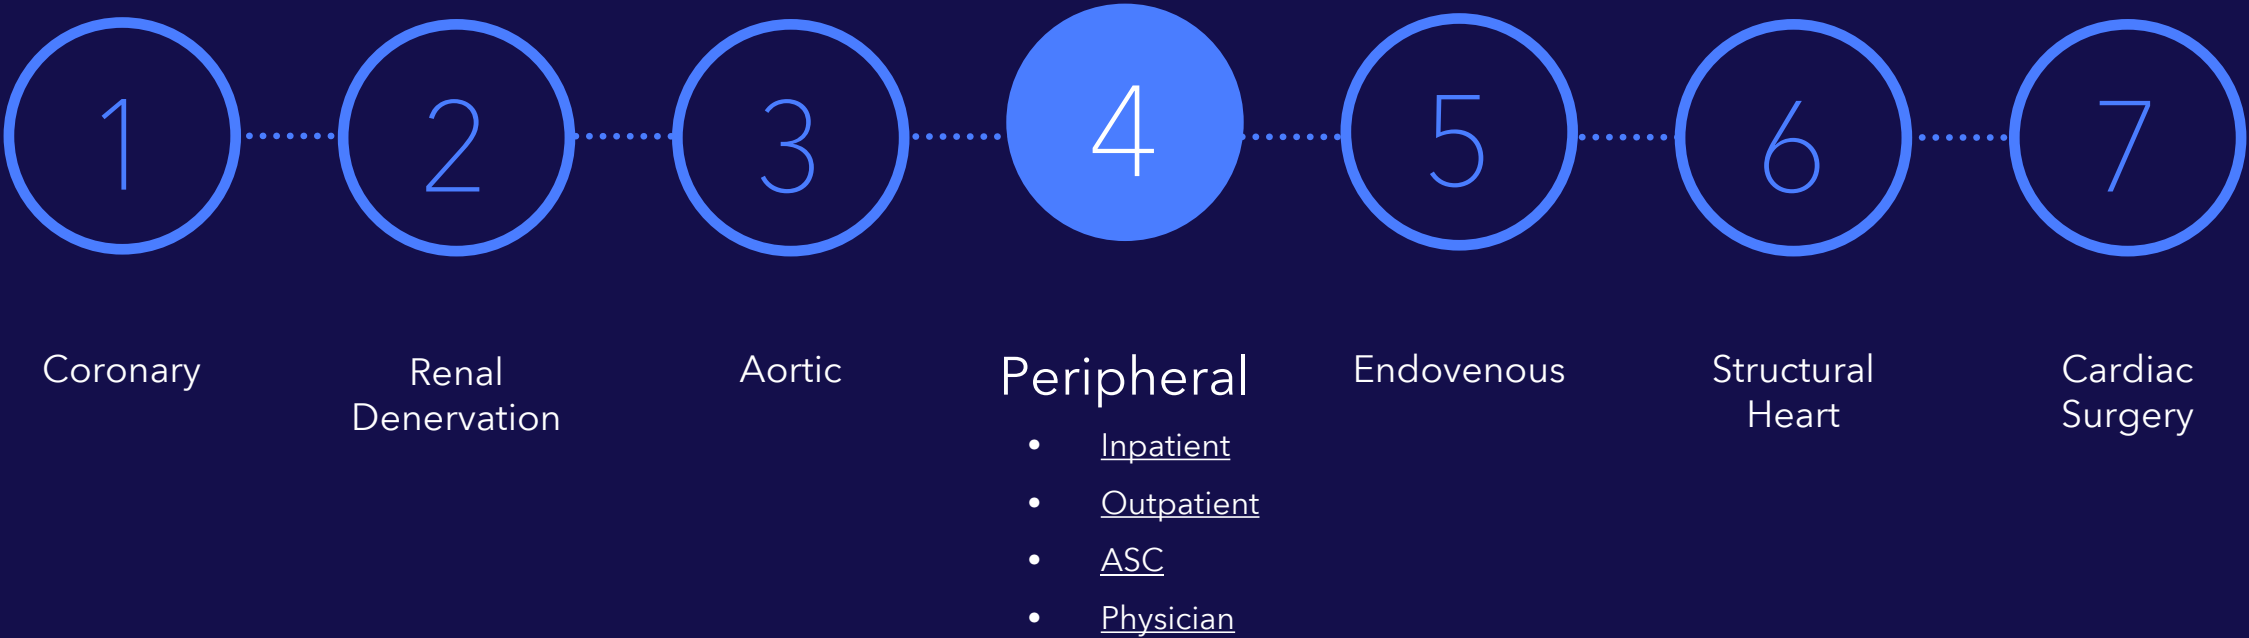 1
2
3
4
5
6
7
Coronary
Renal
Denervation
Aortic
Peripheral
• Inpatient
• Outpatient
• ASC
• Physician
Endovenous
Structural
Heart
Cardiac
Surgery